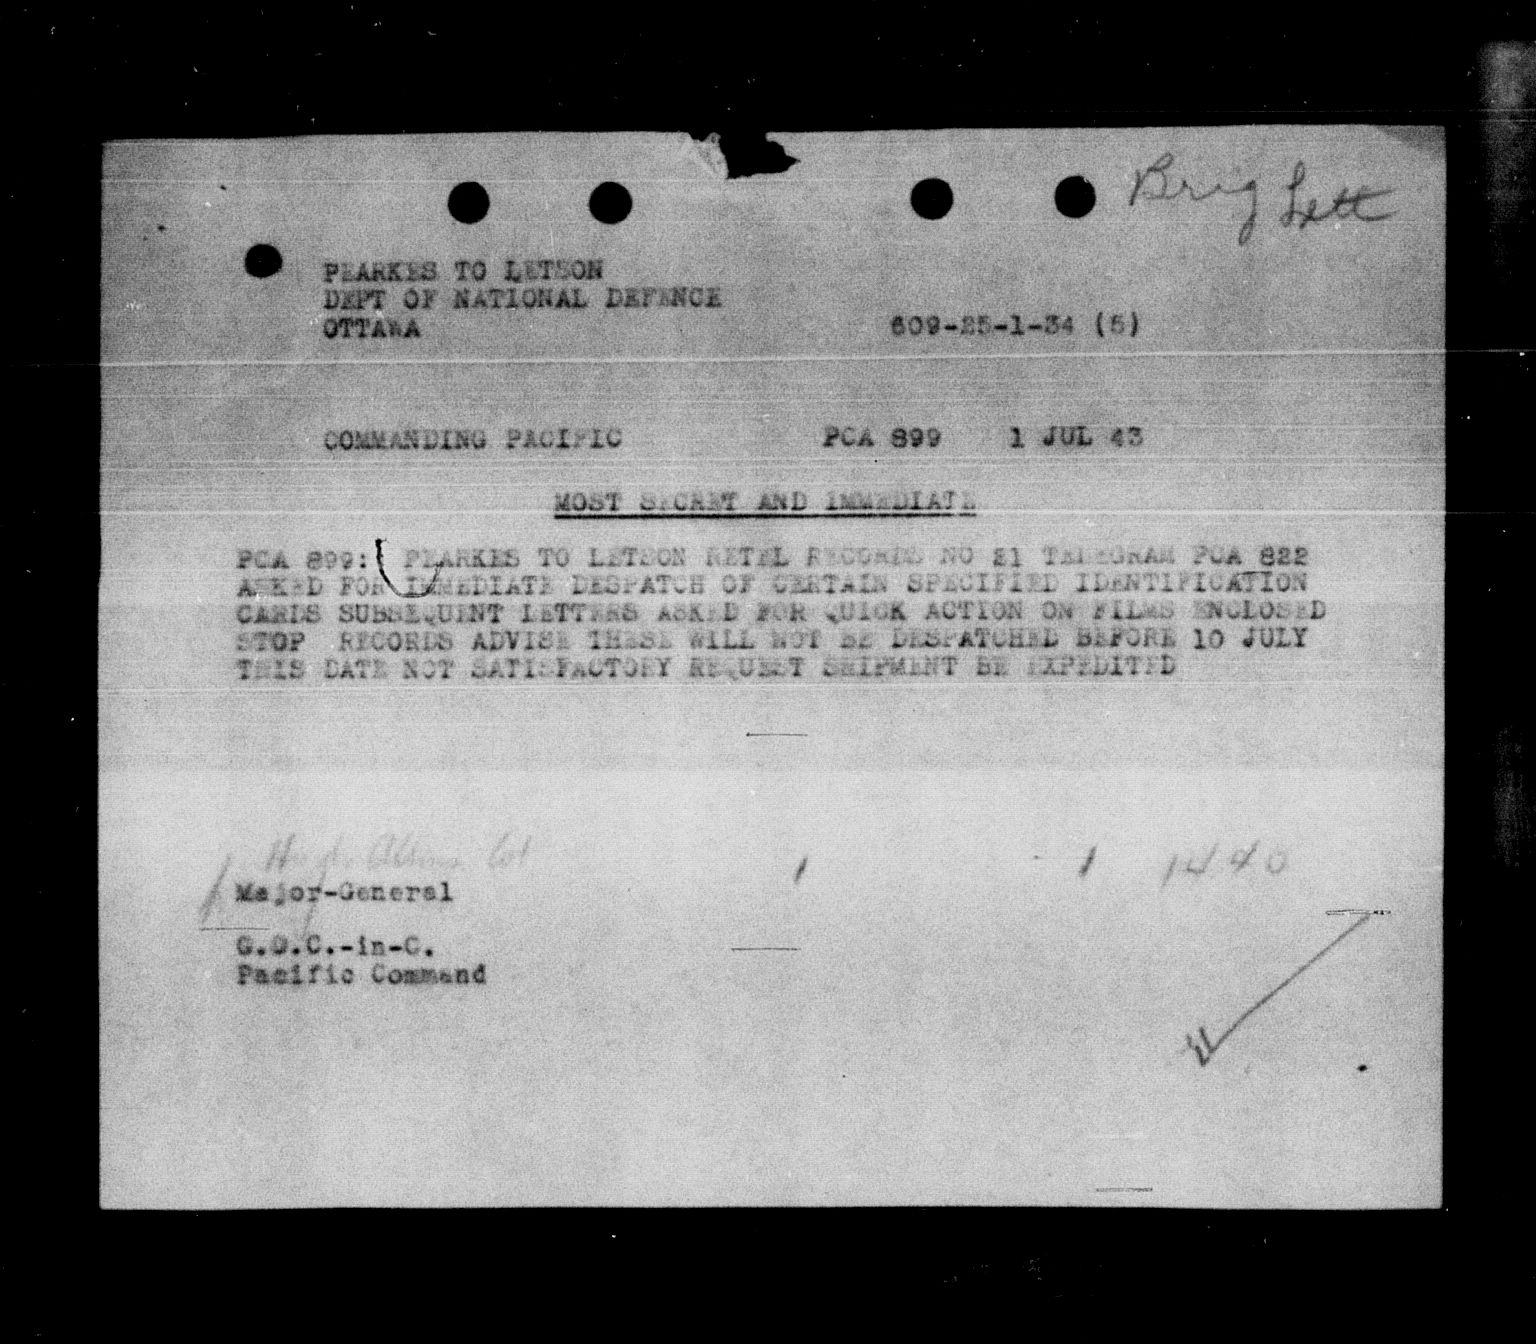 Brig Lett
PEARKES TO LETSON
DEPT OF NATIONAL DEFENCE
OTTAWA 609-25-1-34 (5)
COMMANDING PACIFIC PCA 899 1 JUL 43
MOST SECRET AND IMMEDIATE
PCA 899: PEARKES TO LETSON RETEL RECORDS NO 21 TELEGRAM PCA 822
ASKED FOR IMMEDIATE DESPATCH OF CERTAIN SPECIFIED IDENTIFICATION
CARDS SUBSEQUENT LETTERS ASKED FOR QUICK ACTION ON FILMS ENCLOSED
STOP RECORDS ADVISE THESE WILL NOT BE DESPATCHED BEFORE 10 JULY
THIS DATE NOT SATISFACTORY REQUEST SHIPMENT BE EXPEDITED
1440
Major-General
G.O.C.-in-C.
Pacific Command